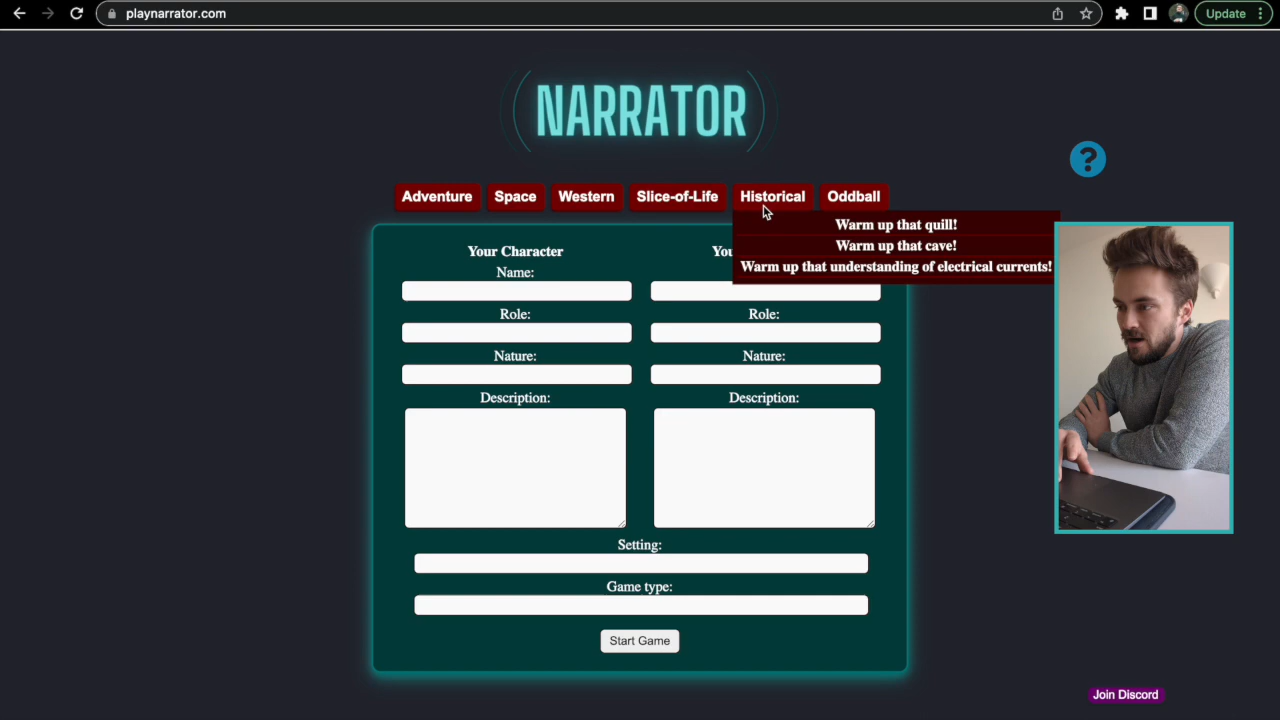 playnarrator.com
Update
NARRATOR
?
Adventure Space Western Slice-of-Life Historical Oddball
Warm up that quill!
Warm up that cave!
Warm up that understanding of electrical currents!
Your Character
Name:
Role: Role:
Nature: Nature:
Description: Description:
Setting:
Game type:
Start Game
Join Discord